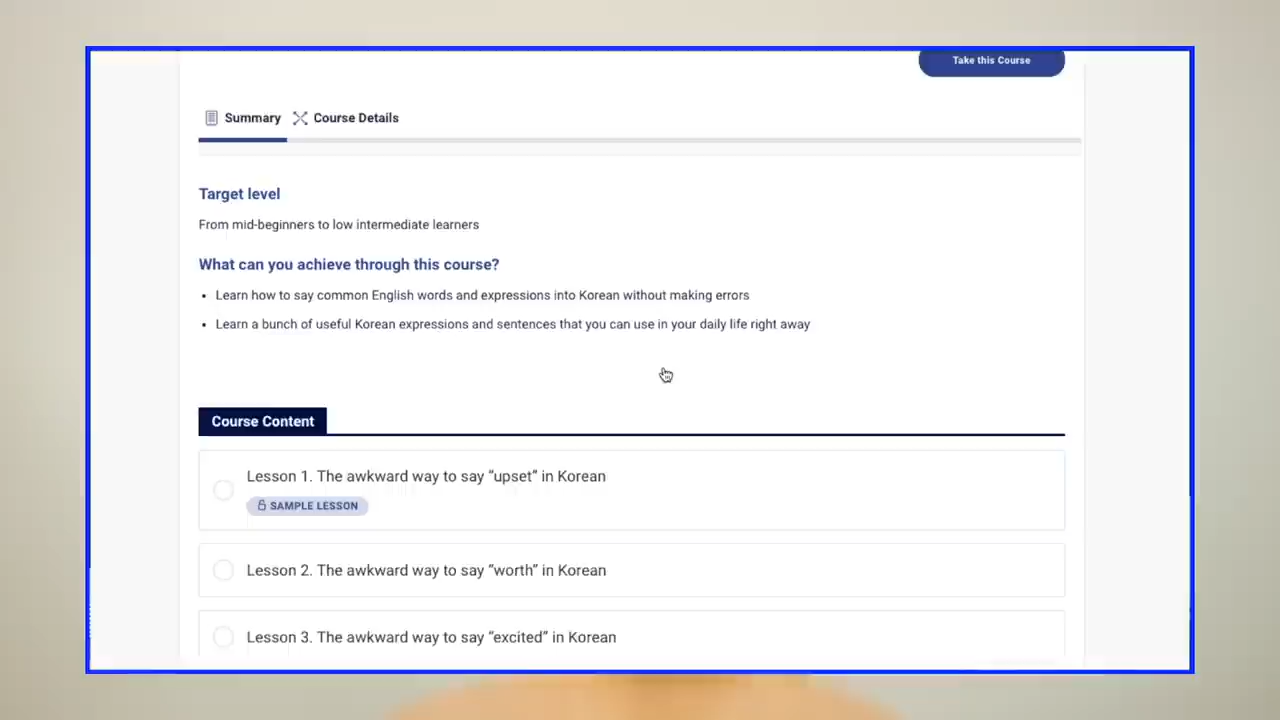 Take this Course
Summary
Course Details
Target level
From mid-beginners to low intermediate learners
What can you achieve through this course?
• Learn how to say common English words and expressions into Korean without making errors
• Learn a bunch of useful Korean expressions and sentences that you can use in your daily life right away
Course Content
Lesson 1. The awkward way to say “upset” in Korean
SAMPLE LESSON
Lesson 2. The awkward way to say “worth” in Korean
Lesson 3. The awkward way to say “excited” in Korean